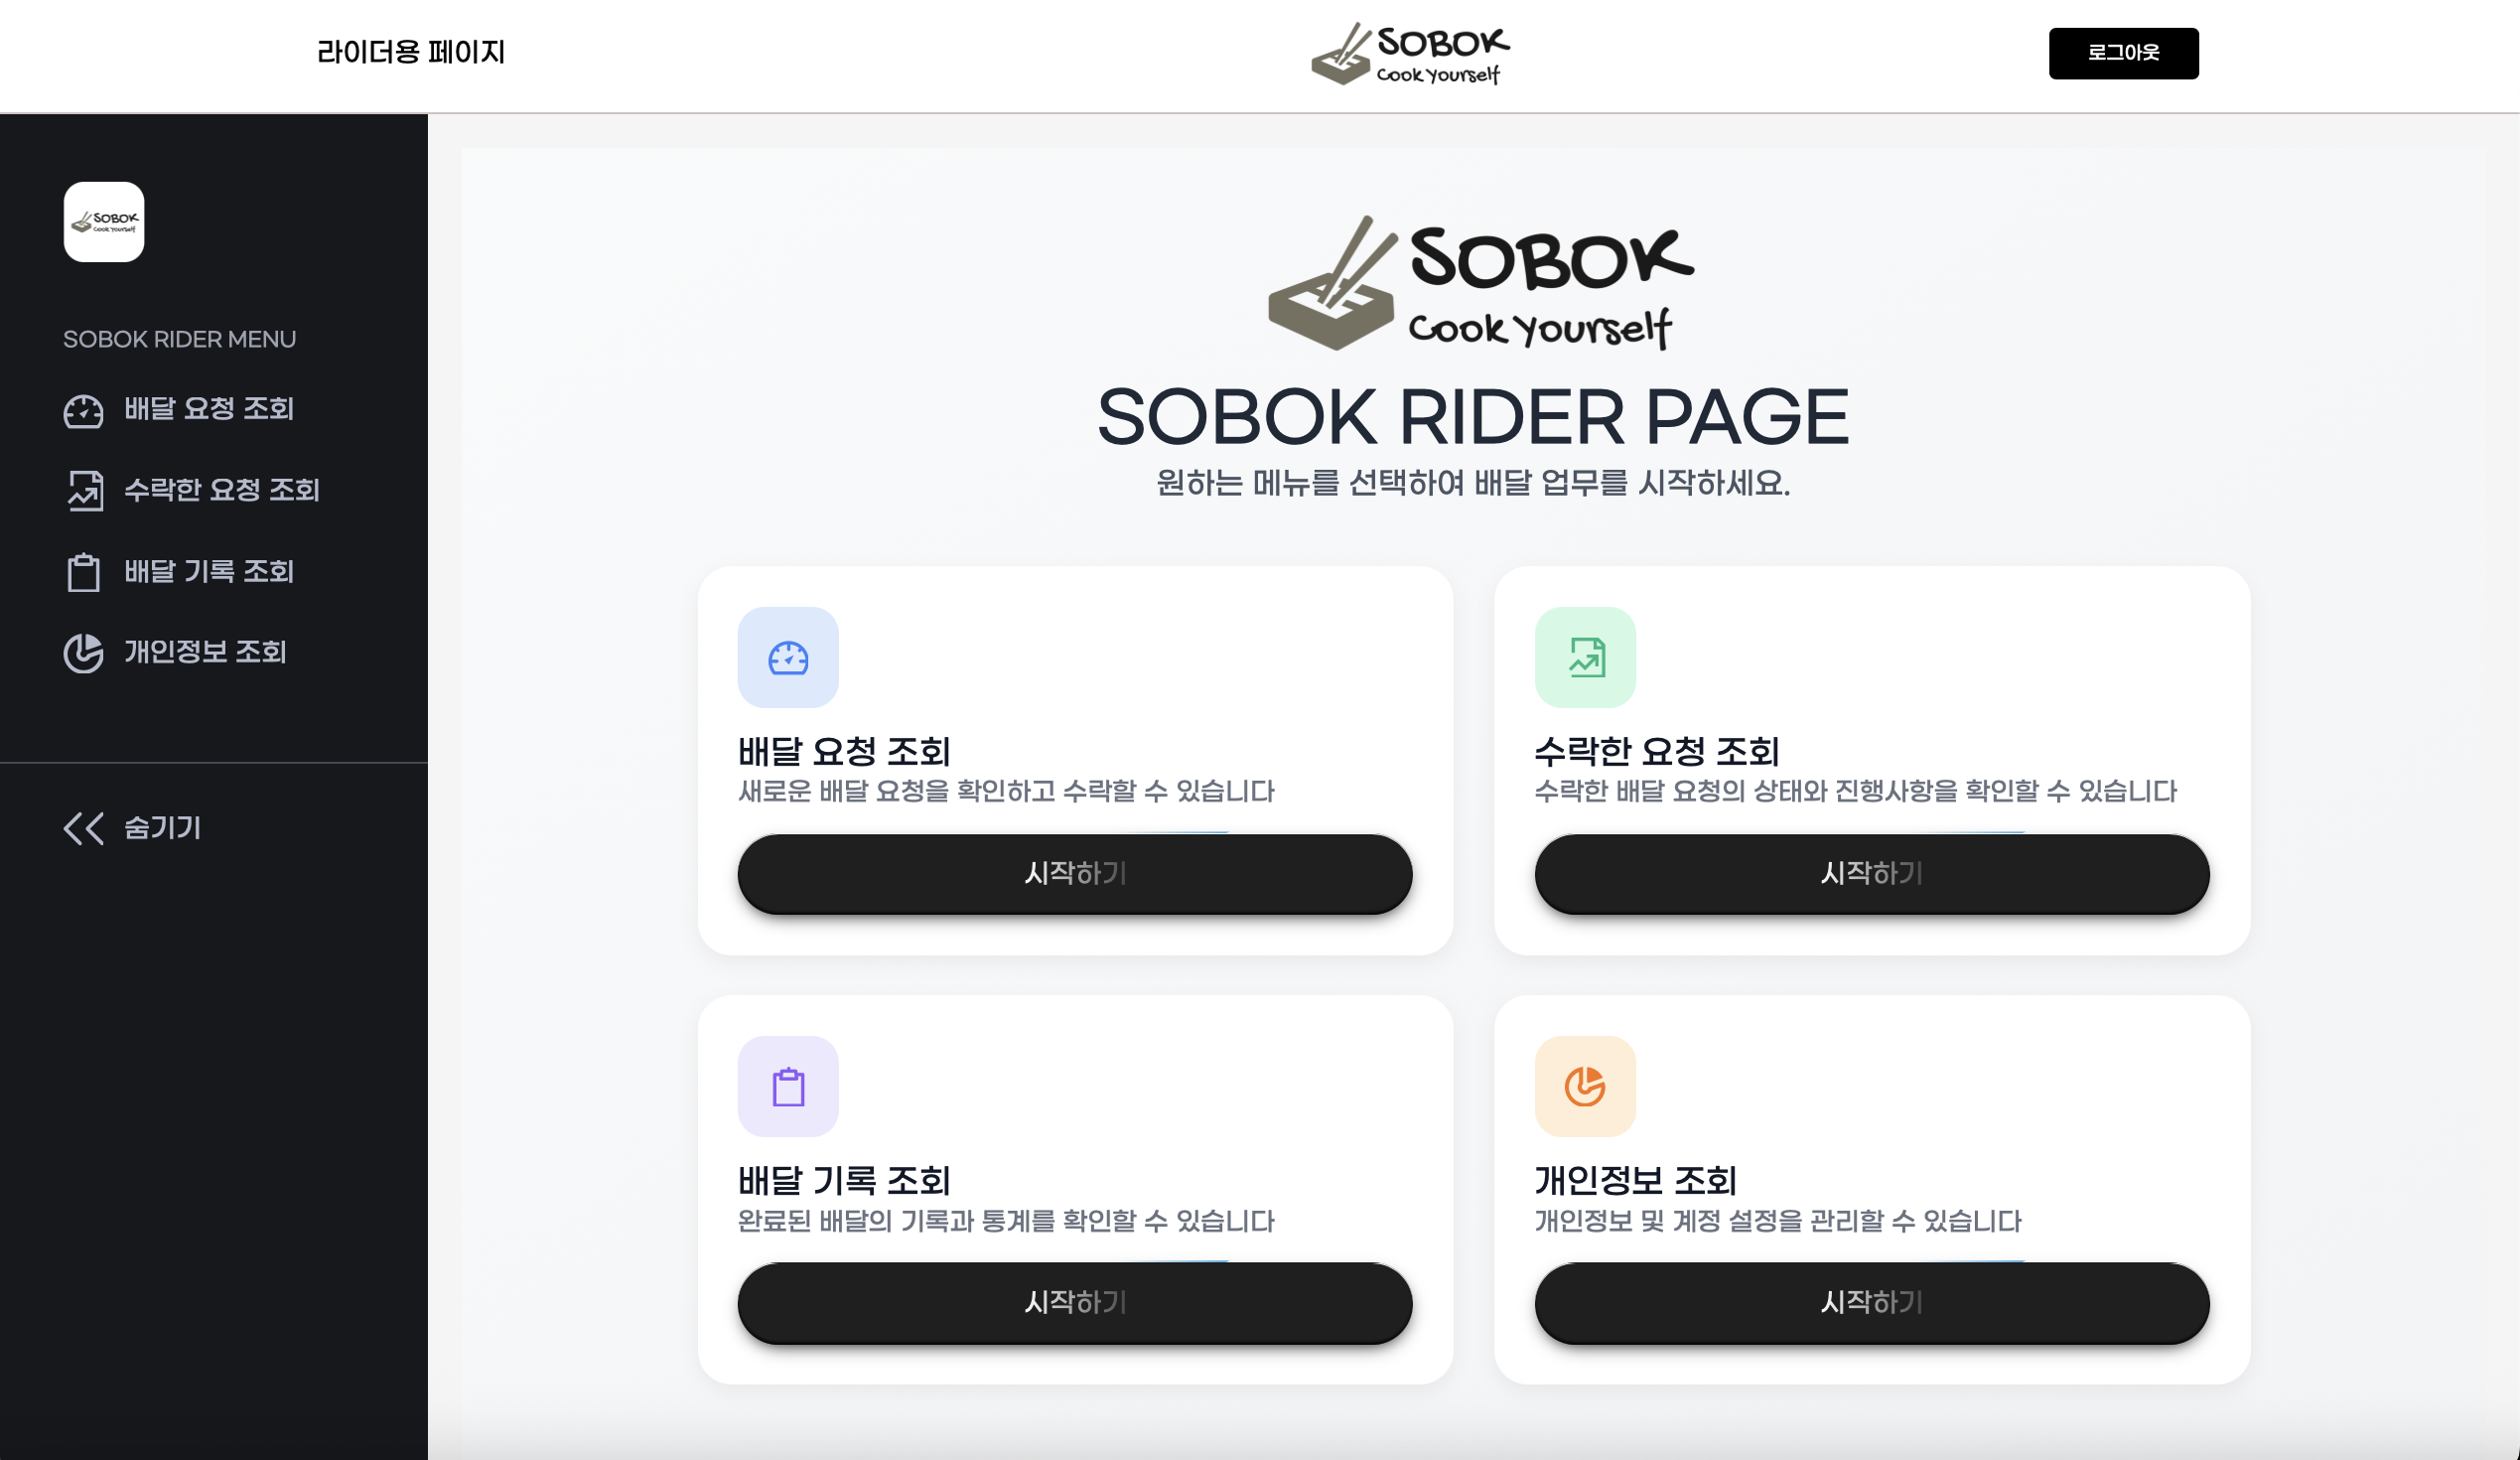 라이더용 페이지
SOBOK
Cook Yourself
로그아웃
SOBOK
Cook Yourself
SOBOK RIDER MENU
배달 요청 조회
수락한 요청 조회
배달 기록 조회
개인정보 조회
숨기기
SOBOK
Cook Yourself
SOBOK RIDER PAGE
원하는 메뉴를 선택하여 배달 업무를 시작하세요.
배달 요청 조회
새로운 배달 요청을 확인하고 수락할 수 있습니다
시작하기
수락한 요청 조회
수락한 배달 요청의 상태와 진행사항을 확인할 수 있습니다
시작하기
배달 기록 조회
완료된 배달의 기록과 통계를 확인할 수 있습니다
시작하기
개인정보 조회
개인정보 및 계정 설정을 관리할 수 있습니다
시작하기